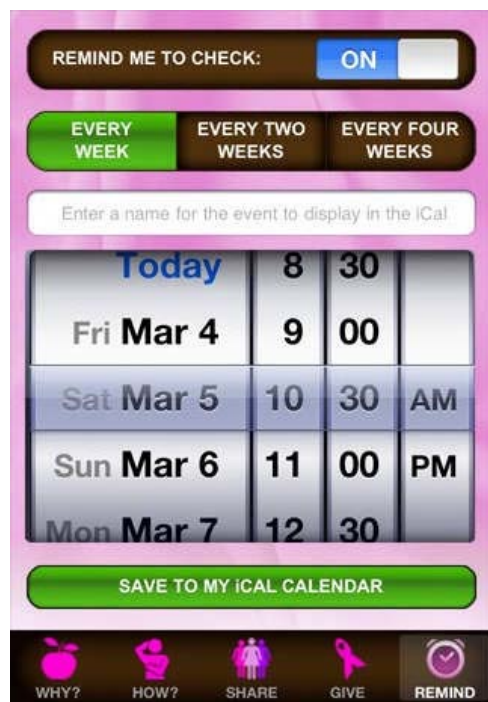 REMIND ME TO CHECK: ON
EVERY WEEK
EVERY TWO WEEKS
EVERY FOUR WEEKS
Enter a name for the event to display in the iCal
Today 8 30
Fri Mar 4 9 00
Sat Mar 5 10 30 AM
Sun Mar 6 11 00 PM
Mon Mar 7 12 30
SAVE TO MY iCAL CALENDAR
WHY? HOW? SHARE GIVE REMIND